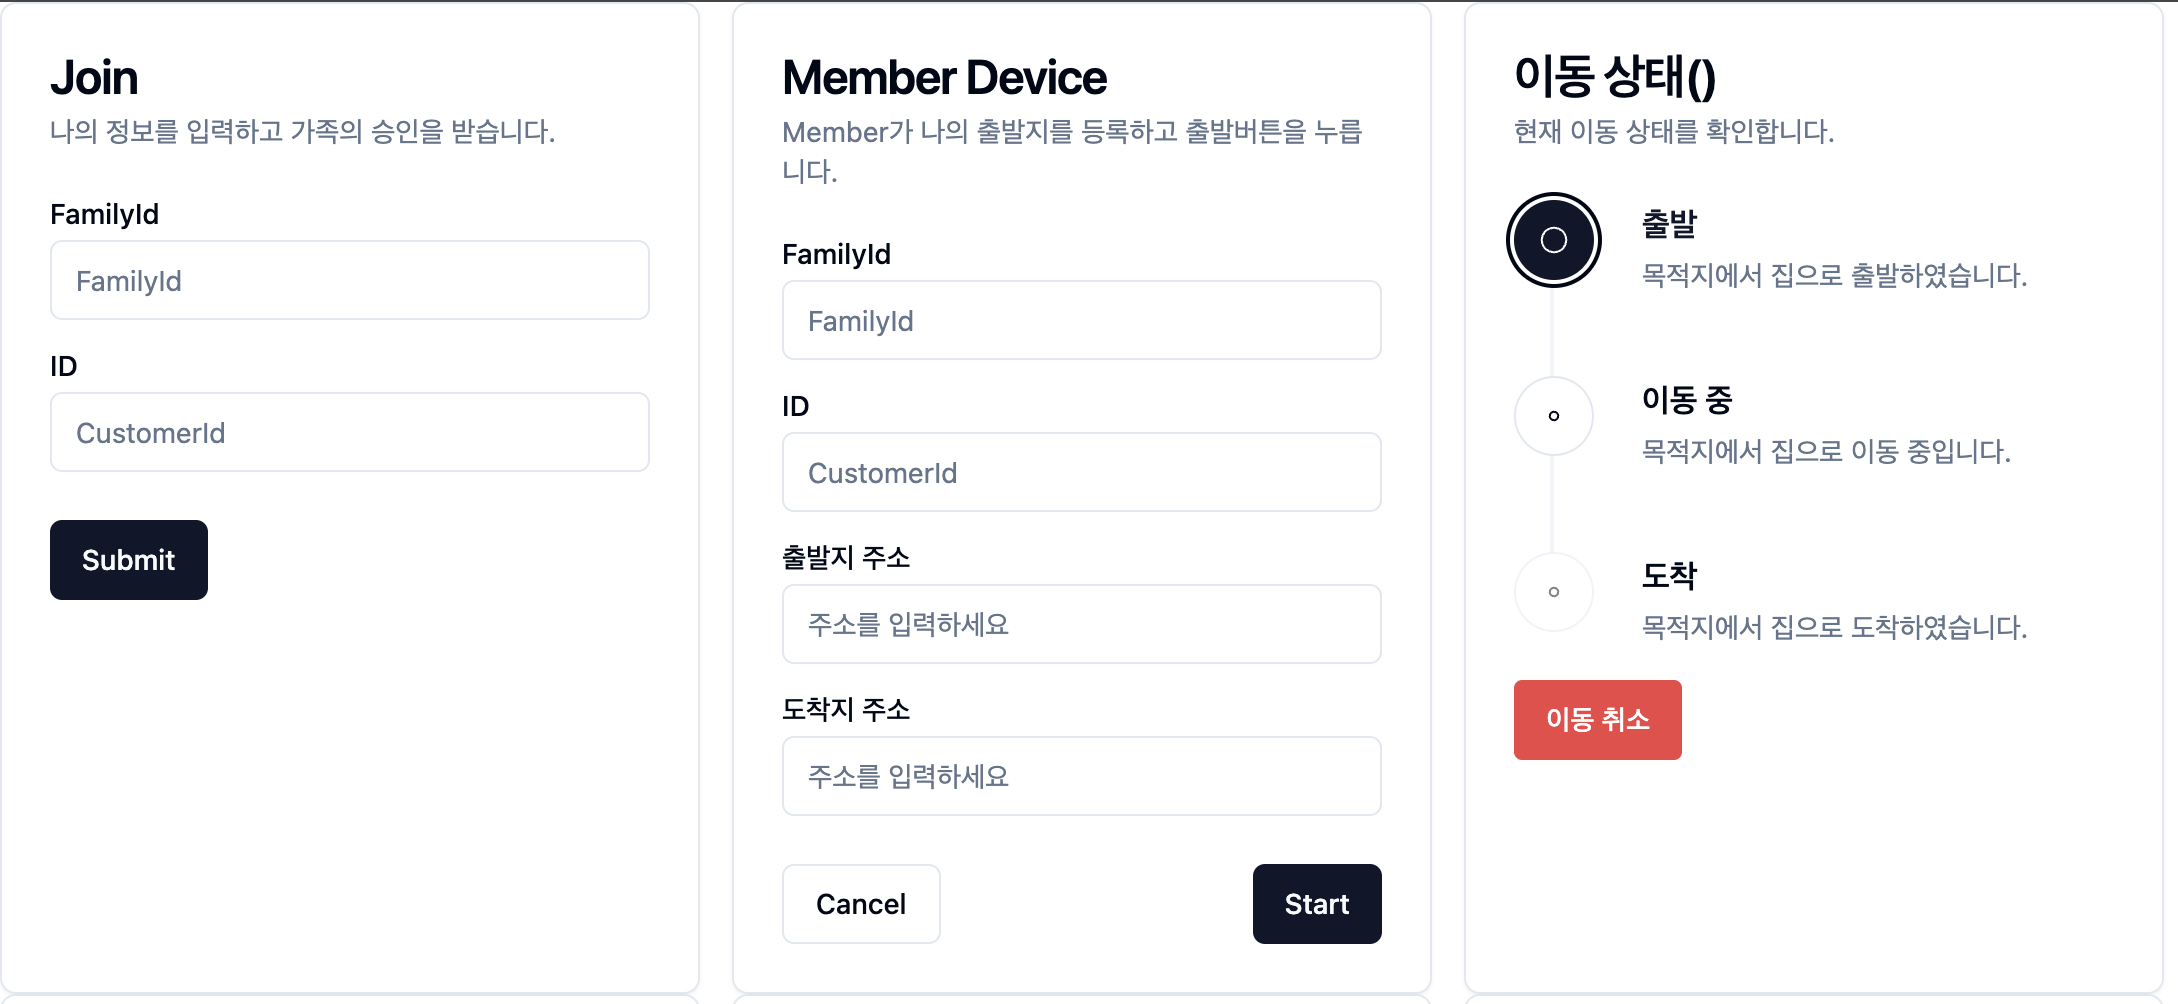 Join
나의 정보를 입력하고 가족의 승인을 받습니다.
FamilyId
FamilyId
ID
CustomerId
Submit
Member Device
Member가 나의 출발지를 등록하고 출발버튼을 누릅
니다.
FamilyId
FamilyId
ID
CustomerId
출발지 주소
주소를 입력하세요
도착지 주소
주소를 입력하세요
Cancel
Start
이동 상태()
현재 이동 상태를 확인합니다.
출발
목적지에서 집으로 출발하였습니다.
이동 중
목적지에서 집으로 이동 중입니다.
도착
목적지에서 집으로 도착하였습니다.
이동 취소